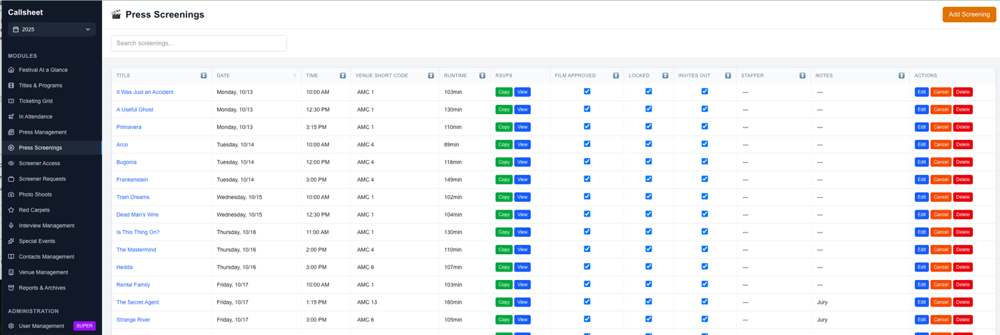 Callsheet
2025
MODULES
Festival At a Glance
Titles & Programs
Ticketing Grid
In Attendance
Press Management
Press Screenings
Screener Access
Screener Requests
Photo Shoots
Red Carpets
Interview Management
Special Events
Contacts Management
Venue Management
Reports & Archives
ADMINISTRATION
User Management SUPER
Press Screenings Add Screening
Search screenings...
TITLE DATE ↑ TIME VENUE SHORT CODE RUNTIME RSVPS FILM APPROVED LOCKED INVITES OUT STAFFER NOTES ACTIONS
It Was Just an Accident Monday, 10/13 10:00 AM AMC 1 103min Copy View — — Edit Cancel Delete
A Useful Ghost Monday, 10/13 12:30 PM AMC 1 130min Copy View — — Edit Cancel Delete
Primavera Monday, 10/13 3:15 PM AMC 1 110min Copy View — — Edit Cancel Delete
Arco Tuesday, 10/14 10:00 AM AMC 4 89min Copy View — — Edit Cancel Delete
Bugonia Tuesday, 10/14 12:00 PM AMC 4 118min Copy View — — Edit Cancel Delete
Frankenstein Tuesday, 10/14 3:00 PM AMC 4 149min Copy View — — Edit Cancel Delete
Train Dreams Wednesday, 10/15 10:00 AM AMC 1 102min Copy View — — Edit Cancel Delete
Dead Man's Wire Wednesday, 10/15 12:30 PM AMC 1 104min Copy View — — Edit Cancel Delete
Is This Thing On? Thursday, 10/16 11:00 AM AMC 1 130min Copy View — — Edit Cancel Delete
The Mastermind Thursday, 10/16 2:00 PM AMC 4 110min Copy View — — Edit Cancel Delete
Hedda Thursday, 10/16 3:00 PM AMC 6 107min Copy View — — Edit Cancel Delete
Rental Family Friday, 10/17 10:00 AM AMC 1 103min Copy View — — Edit Cancel Delete
The Secret Agent Friday, 10/17 1:15 PM AMC 13 160min Copy View — Jury Edit Cancel Delete
Strange River Friday, 10/17 3:00 PM AMC 6 105min Copy View — Jury Edit Cancel Delete